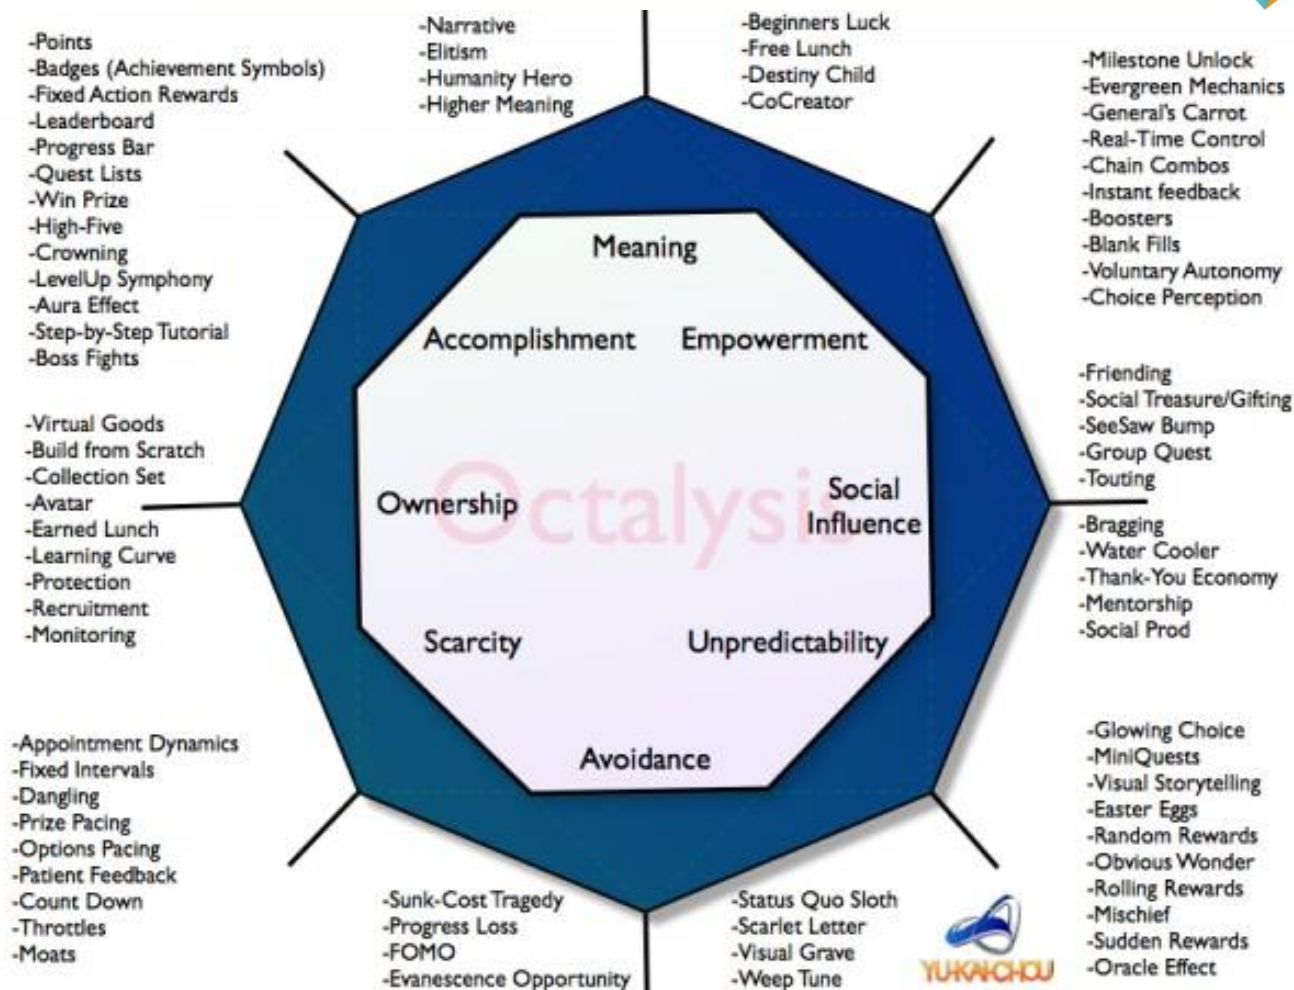 -Points
-Badges (Achievement Symbols)
-Fixed Action Rewards
-Leaderboard
-Progress Bar
-Quest Lists
-Win Prize
-High-Five
-Crowning
-LevelUp Symphony
-Aura Effect
-Step-by-Step Tutorial
-Boss Fights
-Narrative
-Elitism
-Humanity Hero
-Higher Meaning
-Beginners Luck
-Free Lunch
-Destiny Child
-CoCreator
-Milestone Unlock
-Evergreen Mechanics
-General's Carrot
-Real-Time Control
-Chain Combos
-Instant feedback
-Boosters
-Blank Fills
-Voluntary Autonomy
-Choice Perception
Meaning
Accomplishment
Empowerment
Ownership
Octalysis
Social
Influence
Scarcity
Unpredictability
Avoidance
-Virtual Goods
-Build from Scratch
-Collection Set
-Avatar
-Earned Lunch
-Learning Curve
-Protection
-Recruitment
-Monitoring
-Friending
-Social Treasure/Gifting
-SeeSaw Bump
-Group Quest
-Touting
-Bragging
-Water Cooler
-Thank-You Economy
-Mentorship
-Social Prod
-Appointment Dynamics
-Fixed Intervals
-Dangling
-Prize Pacing
-Options Pacing
-Patient Feedback
-Count Down
-Throttles
-Moats
-Sunk-Cost Tragedy
-Progress Loss
-FOMO
-Evanescence Opportunity
-Status Quo Sloth
-Scarlet Letter
-Visual Grave
-Weep Tune
YU-KAI-CHOU
-Glowing Choice
-MiniQuests
-Visual Storytelling
-Easter Eggs
-Random Rewards
-Obvious Wonder
-Rolling Rewards
-Mischief
-Sudden Rewards
-Oracle Effect